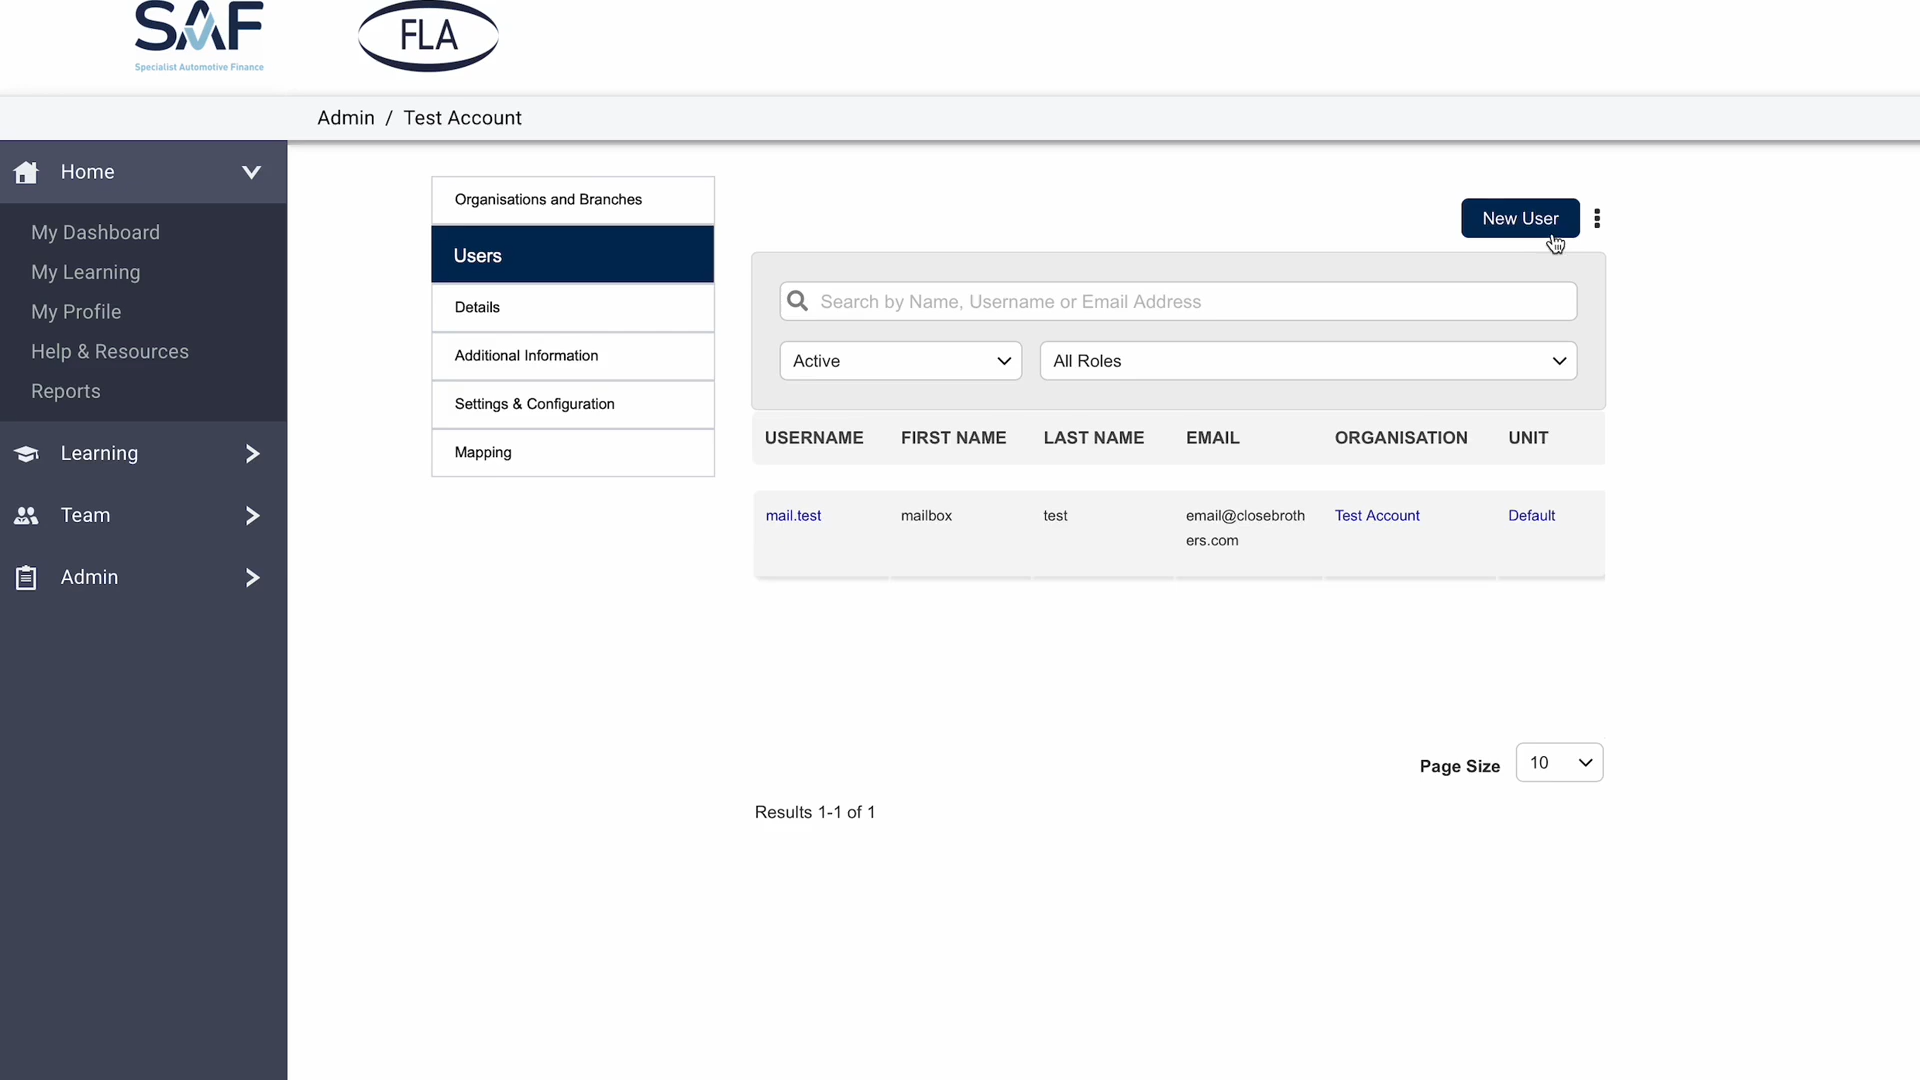 SAF
Specialist Automotive Finance
FLA
Admin / Test Account
Home
My Dashboard
My Learning
My Profile
Help & Resources
Reports
Learning
Team
Admin
Organisations and Branches
Users
Details
Additional Information
Settings & Configuration
Mapping
New User
Search by Name, Username or Email Address
Active
All Roles
USERNAME FIRST NAME LAST NAME EMAIL ORGANISATION UNIT
mail.test mailbox test email@closebroth Test Account Default
ers.com
Page Size 10
Results 1-1 of 1